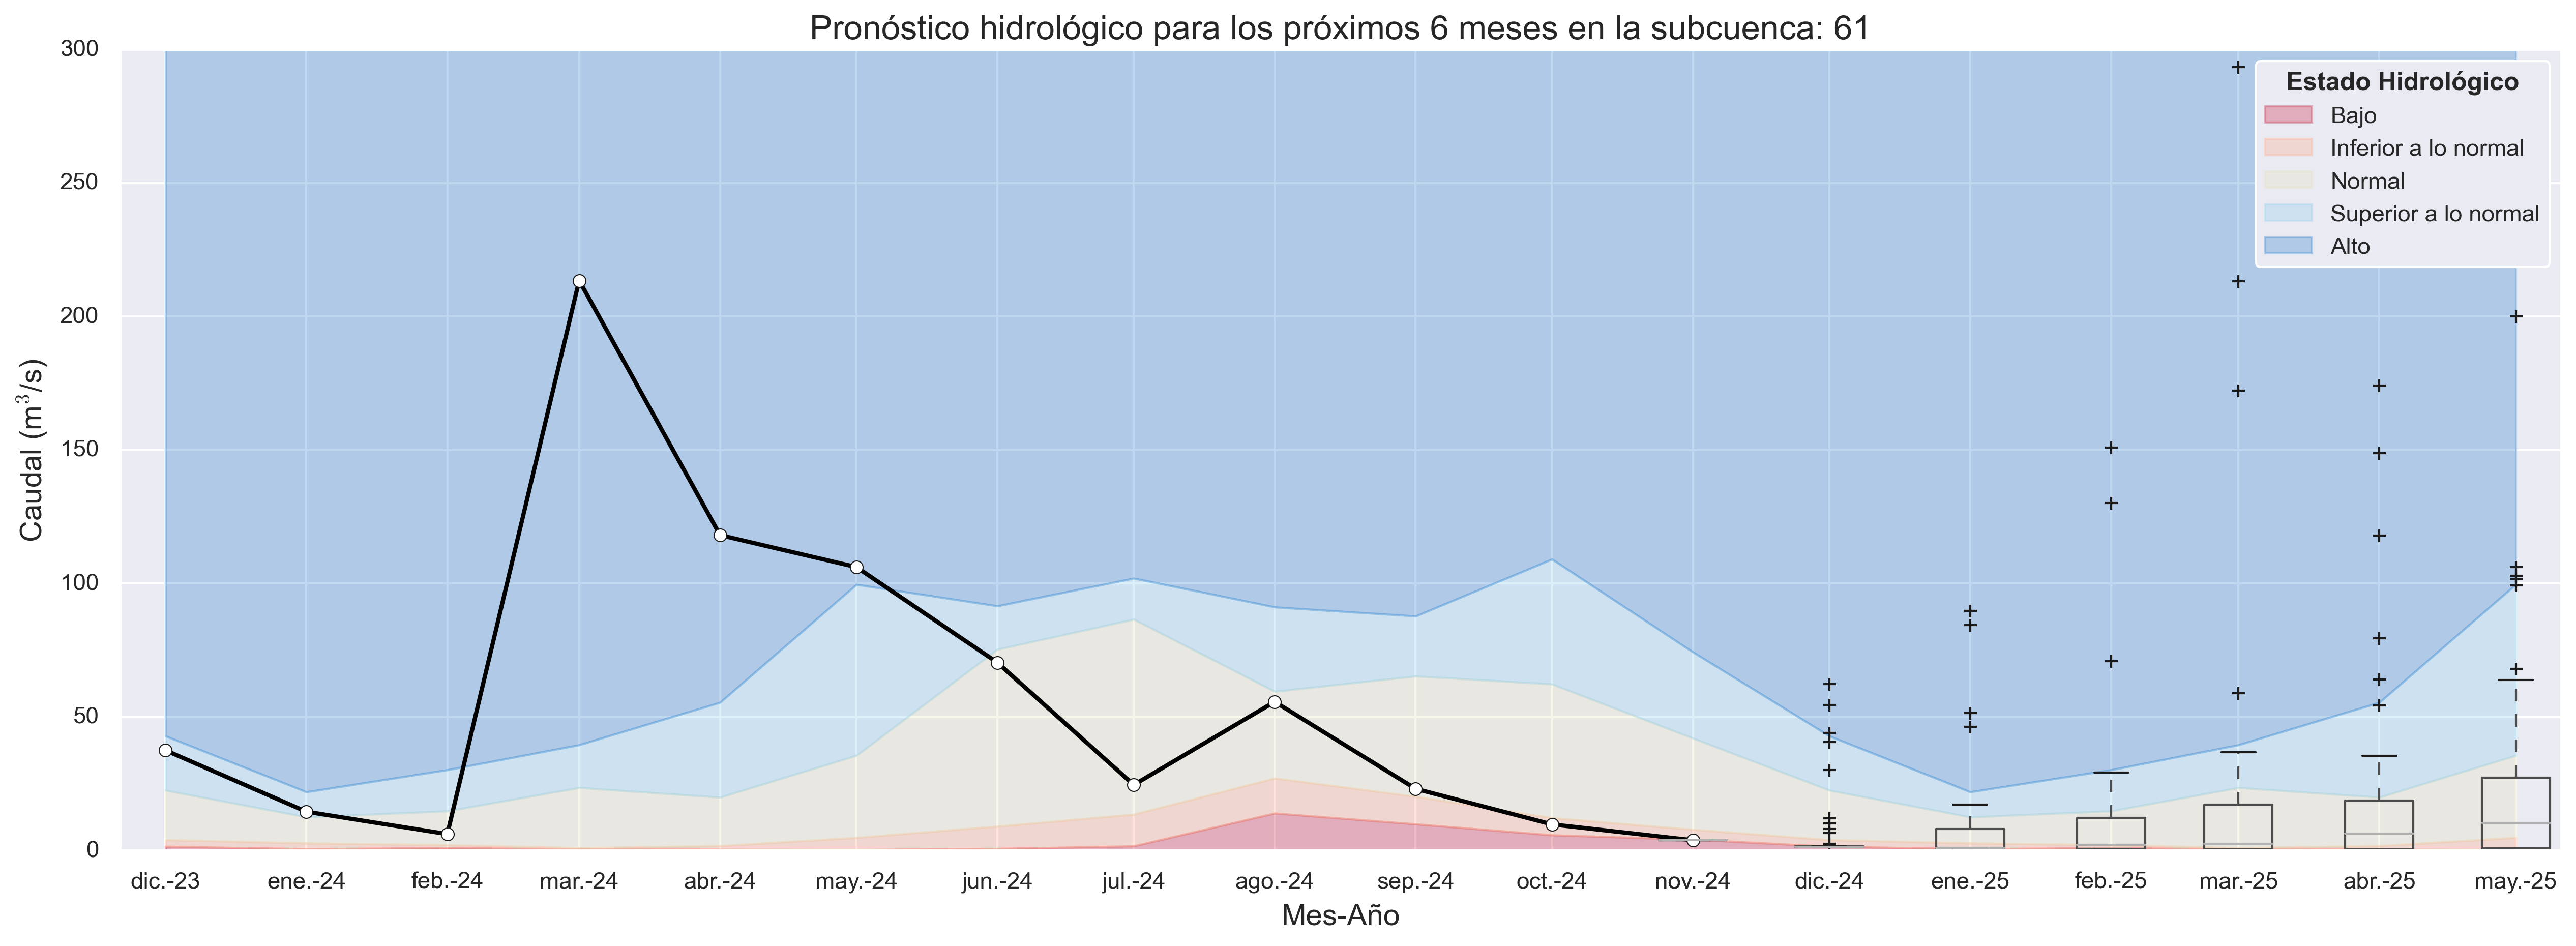 Pronóstico hidrológico para los próximos 6 meses en la subcuenca: 61
Caudal (m³/s)
300
250
200
150
100
50
0
Estado Hidrológico
Bajo
Inferior a lo normal
Normal
Superior a lo normal
Alto
dic.-23 ene.-24 feb.-24 mar.-24 abr.-24 may.-24 jun.-24 jul.-24 ago.-24 sep.-24 oct.-24 nov.-24 dic.-24 ene.-25 feb.-25 mar.-25 abr.-25 may.-25
Mes-Año